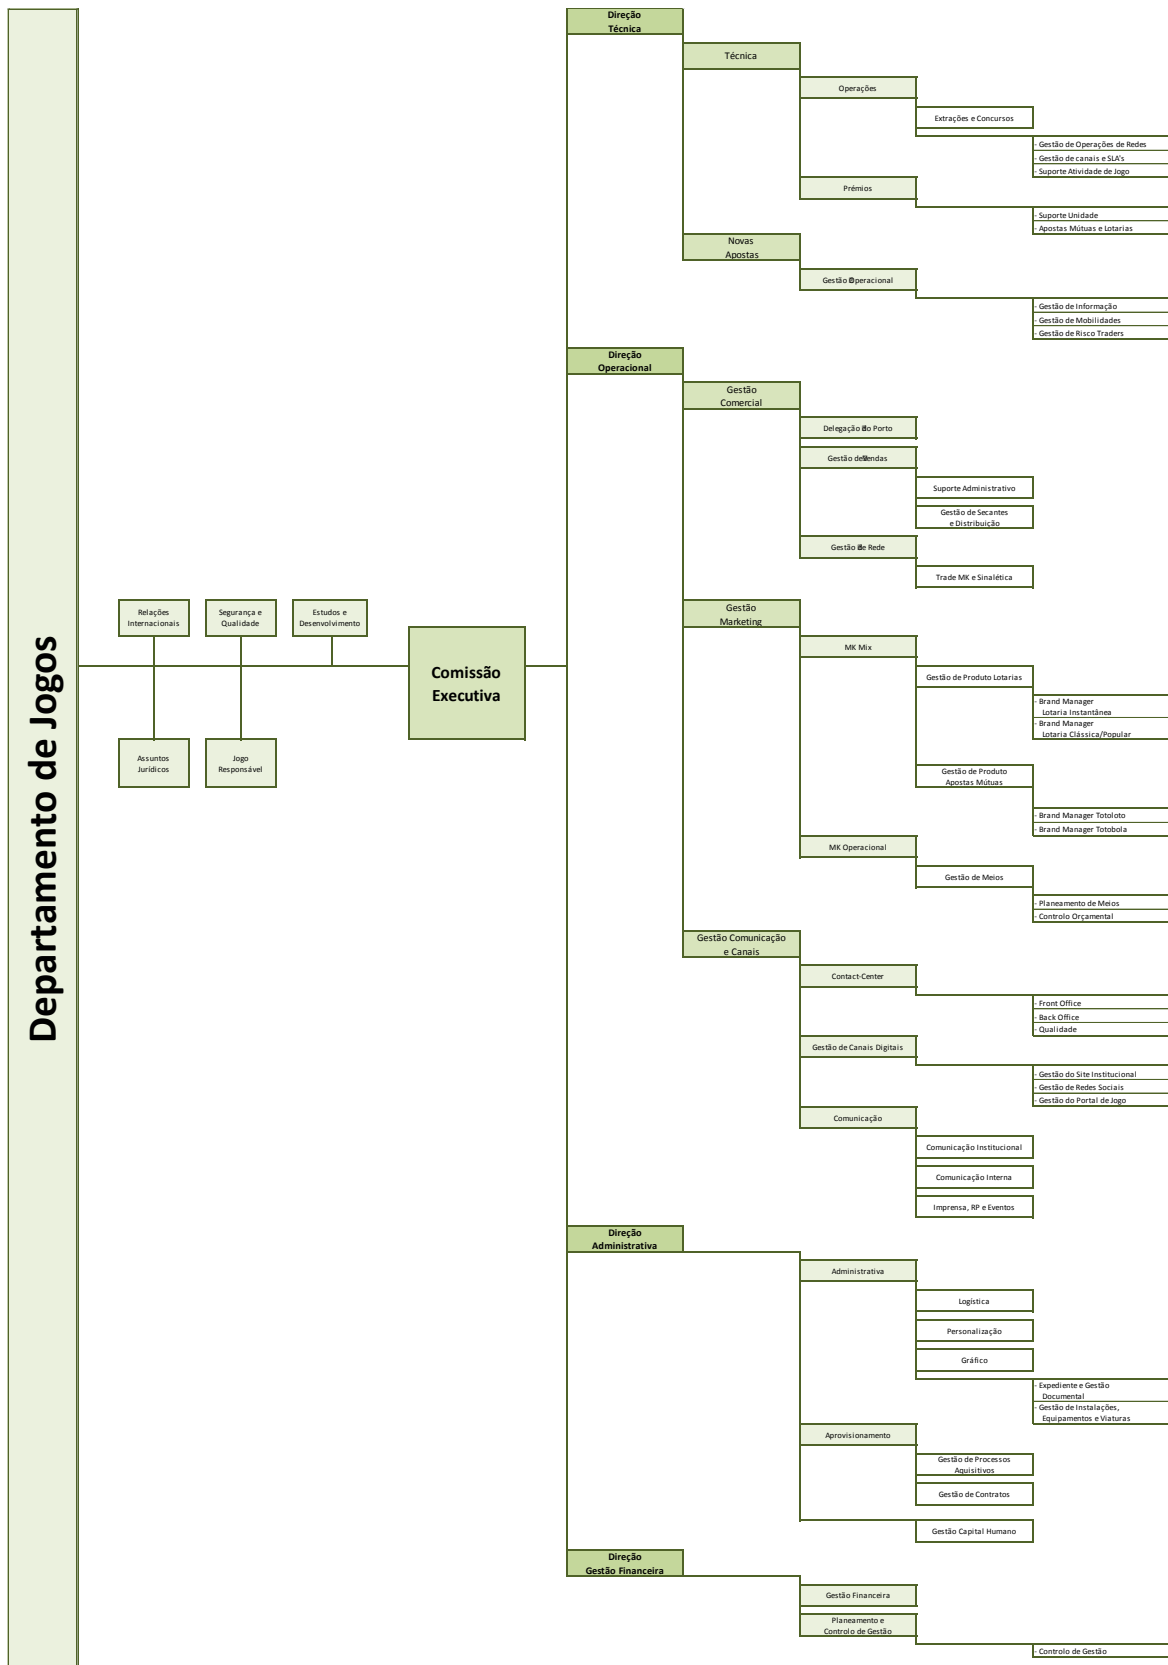 Departamento de Jogos
Relações
Internacionais
Segurança e
Qualidade
Estudos e
Desenvolvimento
Assuntos
Jurídicos
Jogo
Responsável
Comissão
Executiva
Direção
Técnica
Técnica
Operações
Extrações e Concursos
- Gestão de Operações de Redes
- Gestão de canais e SLA's
- Suporte Atividade de Jogo
Prémios
- Suporte Unidade
- Apostas Mútuas e Lotarias
Novas
Apostas
Gestão Operacional
- Gestão de Informação
- Gestão de Mobilidades
- Gestão de Risco Traders
Direção
Operacional
Gestão
Comercial
Delegação do Porto
Gestão de Vendas
Suporte Administrativo
Gestão de Secantes
e Distribuição
Gestão de Rede
Trade MK e Sinalética
Gestão
Marketing
MK Mix
Gestão de Produto Lotarias
- Brand Manager
Lotaria Instantânea
- Brand Manager
Lotaria Clássica/Popular
Gestão de Produto
Apostas Mútuas
- Brand Manager Totoloto
- Brand Manager Totobola
MK Operacional
Gestão de Meios
- Planeamento de Meios
- Controlo Orçamental
Gestão Comunicação
e Canais
Contact-Center
- Front Office
- Back Office
- Qualidade
Gestão de Canais Digitais
- Gestão do Site Institucional
- Gestão de Redes Sociais
- Gestão do Portal de Jogo
Comunicação
Comunicação Institucional
Comunicação Interna
Imprensa, RP e Eventos
Direção
Administrativa
Administrativa
Logística
Personalização
Gráfico
- Expediente e Gestão
Documental
- Gestão de Instalações,
Equipamentos e Viaturas
Aprovisionamento
Gestão de Processos
Aquisitivos
Gestão de Contratos
Gestão Capital Humano
Direção
Gestão Financeira
Gestão Financeira
Planeamento e
Controlo de Gestão
- Controlo de Gestão